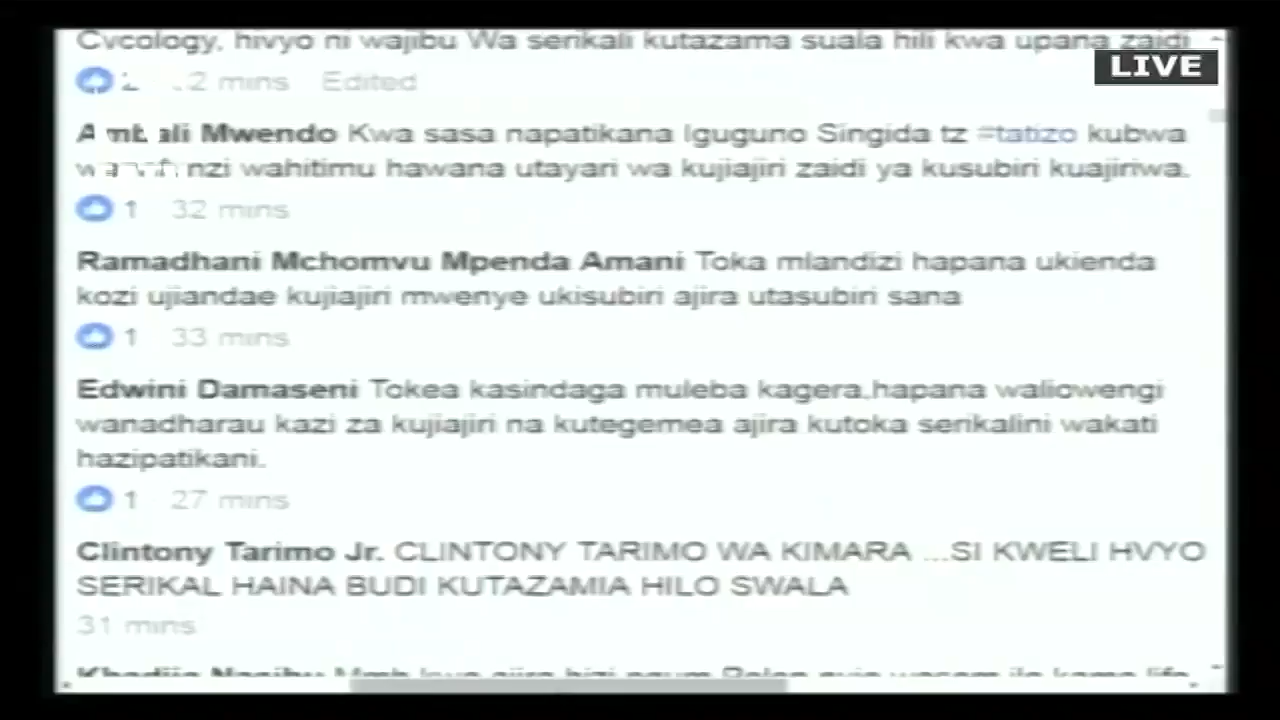 Cycology, hivyo ni wajibu Wa serikali kutazama suala hili kwa upana zaidi
LIVE
2 mins Edited
Mwendo Kwa sasa napatikana Iguguno Singida tz #tatizo kubwa
wahitimu hawana utayari wa kujiajiri zaidi ya kusubiri kuajiriwa.
1 32 mins
Ramadhani Mchomvu Mpenda Amani Toka mlandizi hapana ukienda
kozi ujiandae kujiajiri mwenye ukisubiri ajira utasubiri sana
1 33 mins
Edwini Damaseni Tokea kasindaga muleba kagera.hapana waliowengi
wanadharau kazi za kujiajiri na kutegemea ajira kutoka serikalini wakati
hazipatikani.
1 27 mins
Clintony Tarimo Jr. CLINTONY TARIMO WA KIMARA ...SI KWELI HVYO
SERIKAL HAINA BUDI KUTAZAMIA HILO SWALA
31 mins